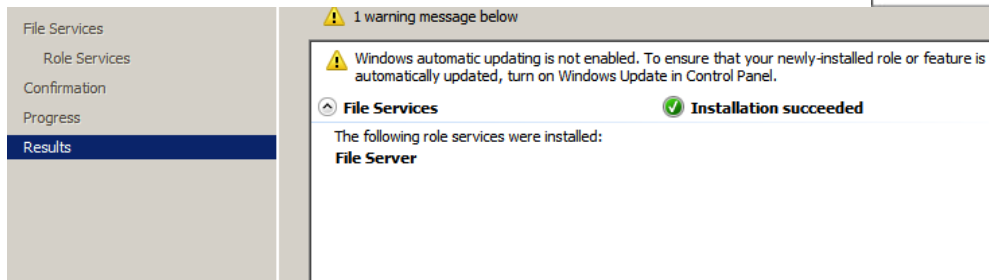 File Services
Role Services
Confirmation
Progress
Results
1 warning message below
Windows automatic updating is not enabled. To ensure that your newly-installed role or feature is
automatically updated, turn on Windows Update in Control Panel.
File Services Installation succeeded
The following role services were installed:
File Server